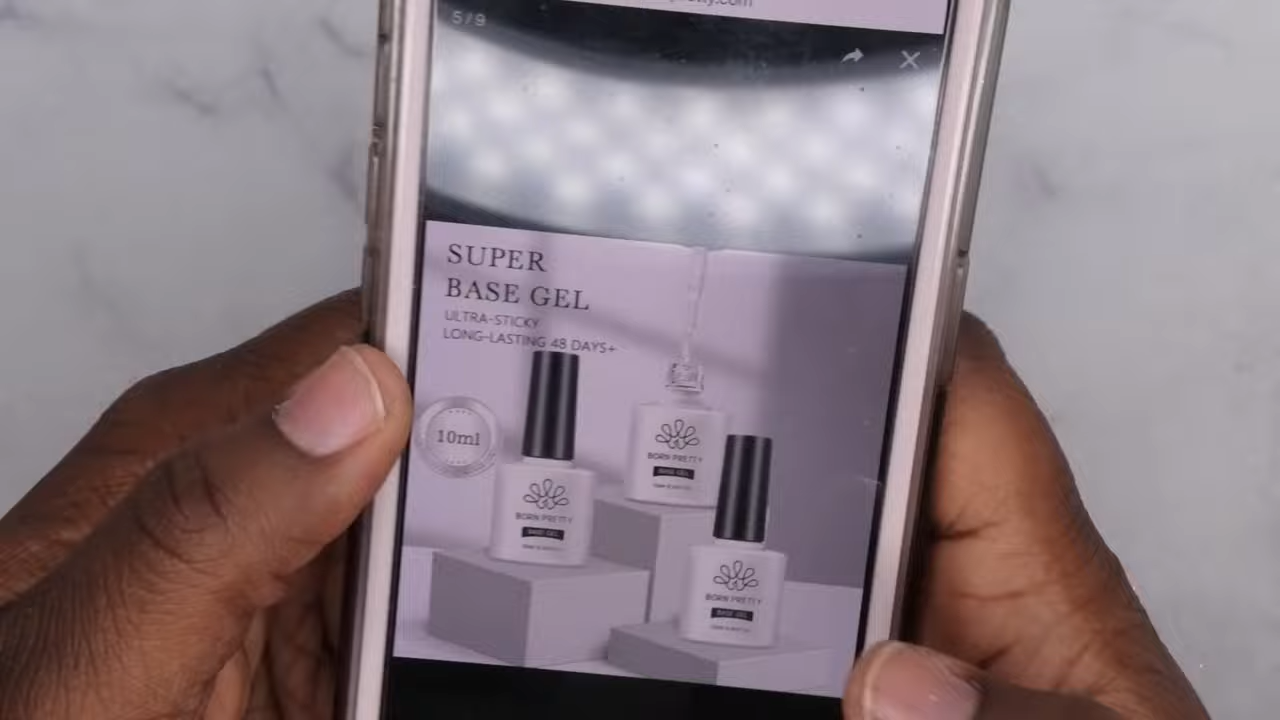 5/9
SUPER
BASE GEL
ULTRA-STICKY
LONG-LASTING 48 DAYS+
10ml
BORN PRETTY
BASE GEL
BORN PRETTY
BASE GEL
BORN PRETTY
BASE GEL